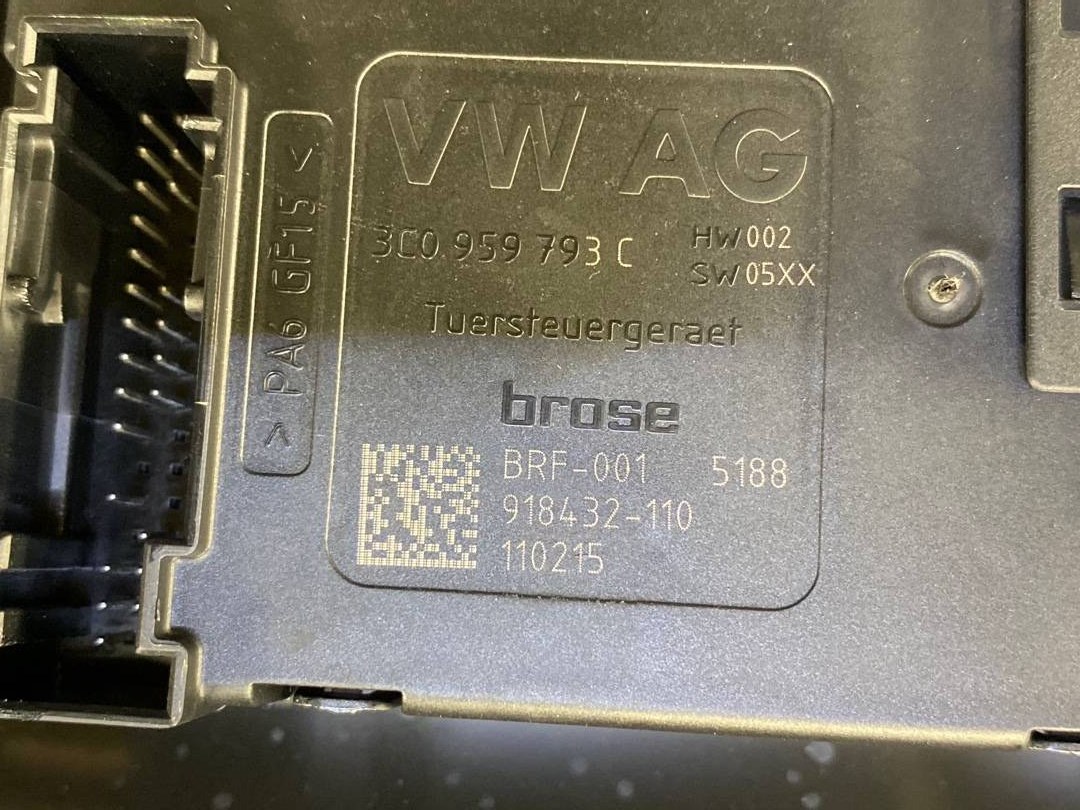 > PA6 GF15 <
VW AG
3C0 959 793 C
HW002
SW05XX
Tuersteuergeraet
brose
BRF-001 5188
918432-110
110215